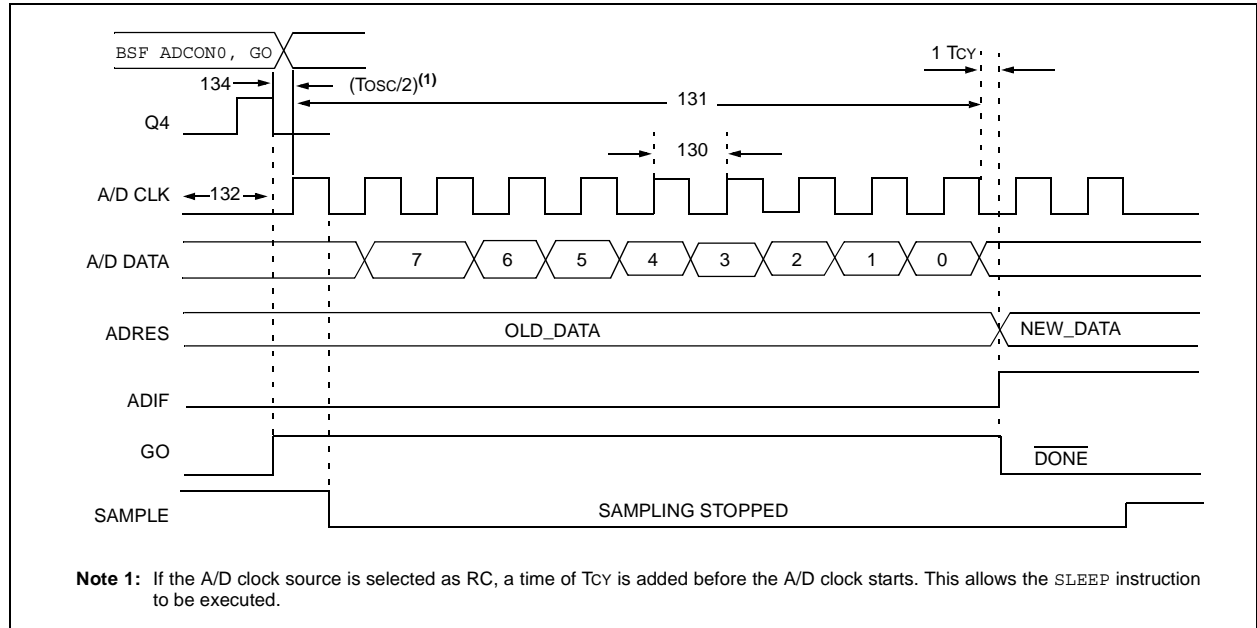 BSF ADCON0, GO
1 TCY
134
(TOSC/2)(1)
131
Q4
130
A/D CLK
132
A/D DATA
7 6 5 4 3 2 1 0
ADRES
OLD_DATA
NEW_DATA
ADIF
GO
DONE
SAMPLE
SAMPLING STOPPED
Note 1: If the A/D clock source is selected as RC, a time of TCY is added before the A/D clock starts. This allows the SLEEP instruction
to be executed.